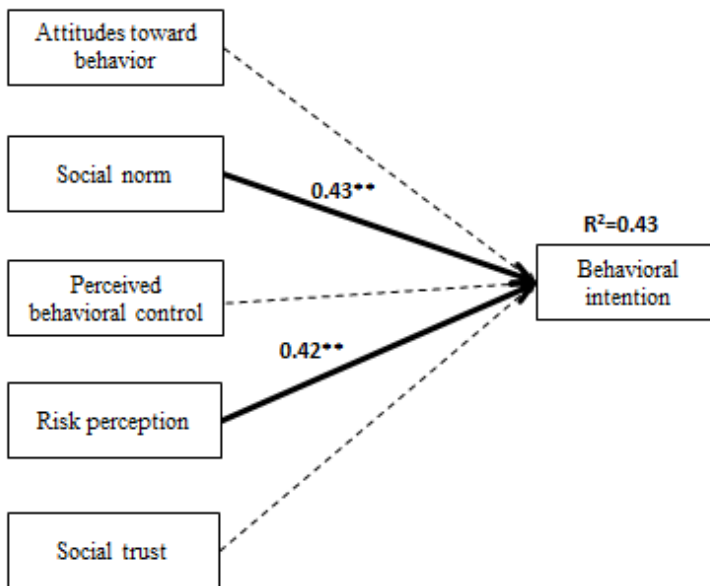 Attitudes toward
behavior
Social norm
0.43**
R²=0.43
Behavioral
intention
Perceived
behavioral control
0.42**
Risk perception
Social trust